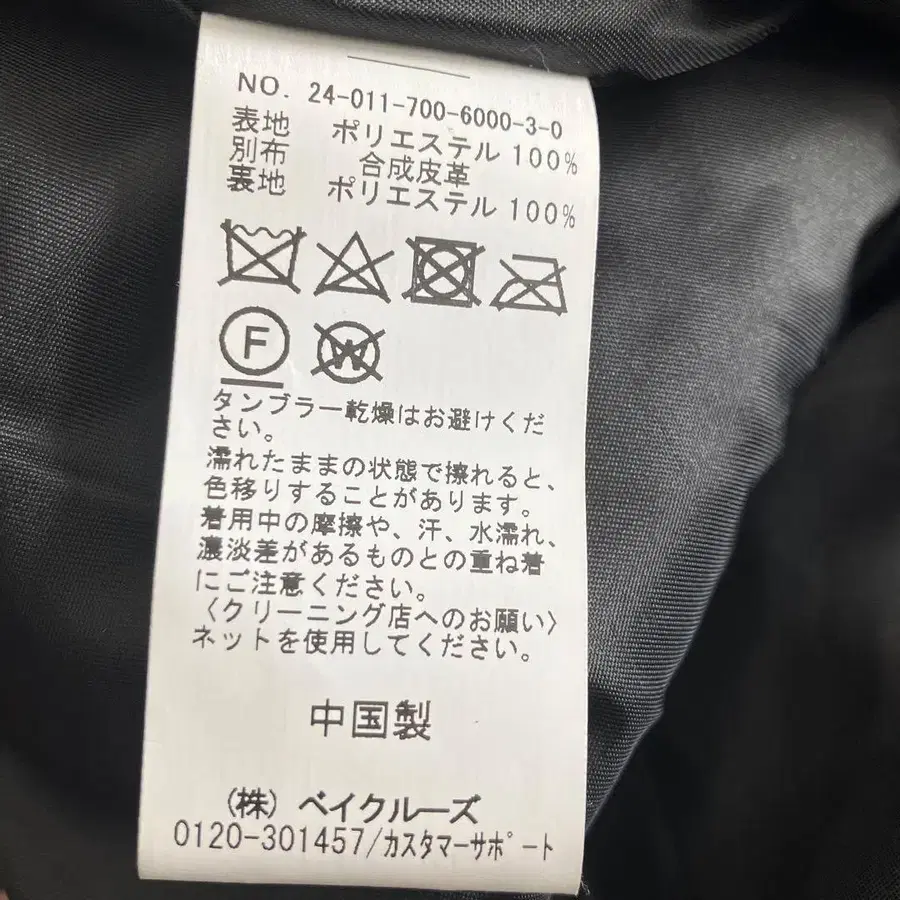 NO. 24-011-700-6000-3-0
表地 ポリエステル 100%
別布 合成皮革
裏地 ポリエステル 100%
F W
タンブラー乾燥はお避けくだ
さい。
濡れたままの状態で擦れると、
色移りすることがあります。
着用中の摩擦や、汗、水濡れ、
濃淡差があるものとの重ね着
にご注意ください。
〈クリーニング店へのお願い〉
ネットを使用してください。
中国製
(株) ベイクルーズ
0120-301457/カスタマーサポート